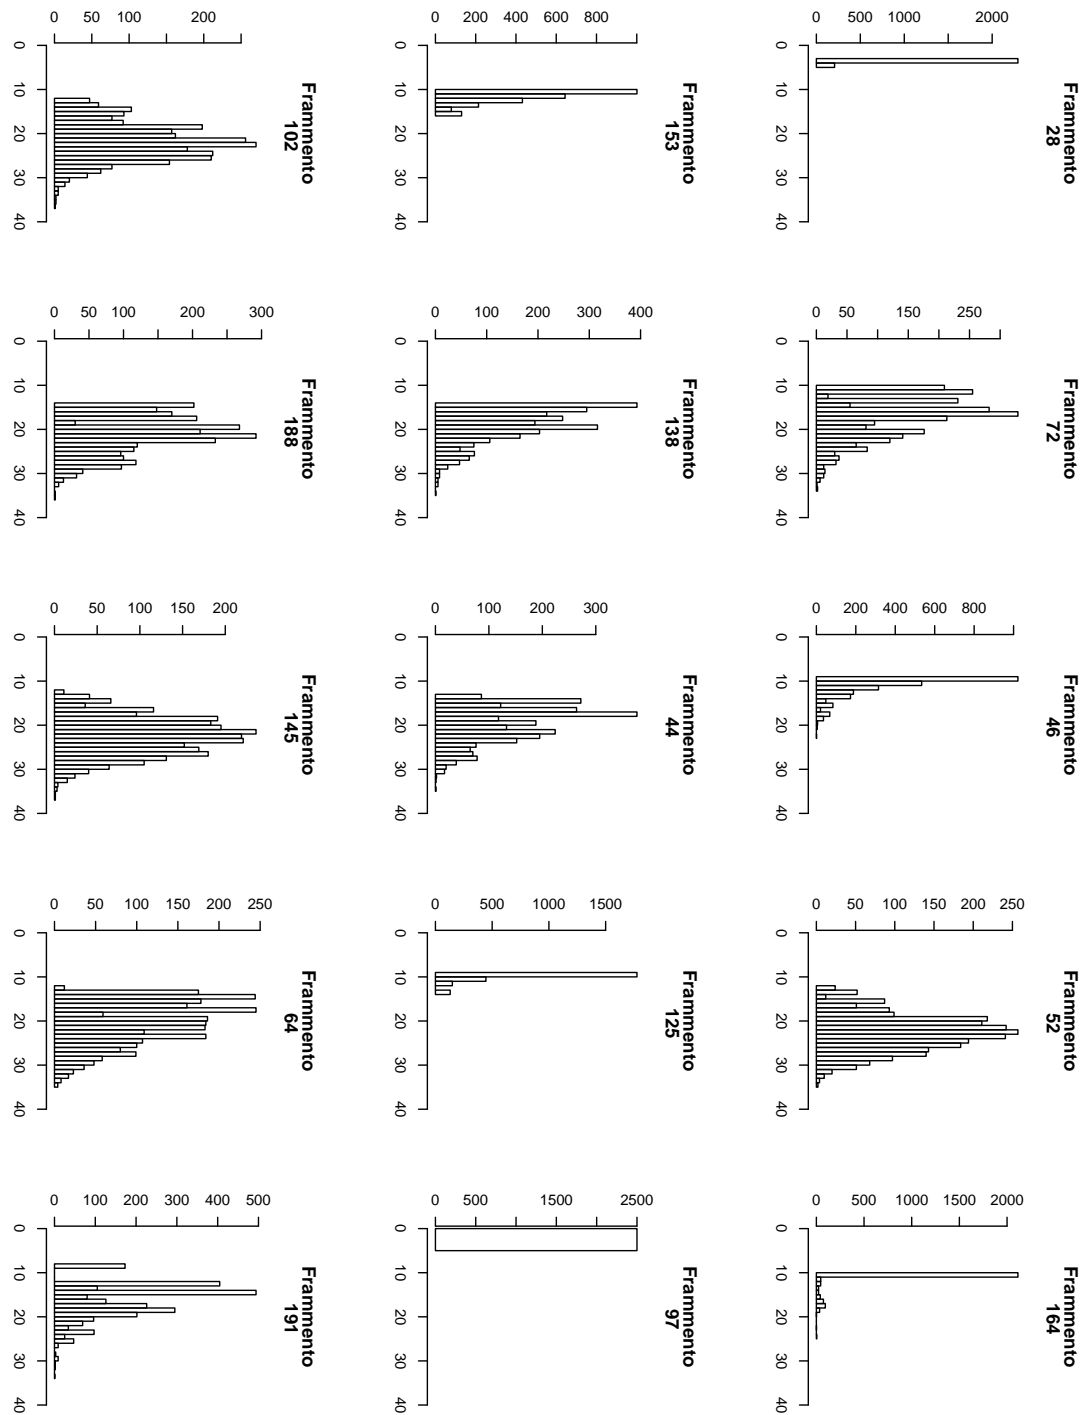 Frammento
28
0 500 1000 2000
0 10 20 30 40
Frammento
72
0 50 150 250
0 10 20 30 40
Frammento
46
0 200 400 600 800
0 10 20 30 40
Frammento
52
0 50 100 150 200 250
0 10 20 30 40
Frammento
164
0 500 1000 2000
0 10 20 30 40
Frammento
153
0 200 400 600 800
0 10 20 30 40
Frammento
138
0 100 200 300 400
0 10 20 30 40
Frammento
44
0 100 200 300
0 10 20 30 40
Frammento
125
0 500 1000 1500
0 10 20 30 40
Frammento
97
0 500 1500 2500
0 10 20 30 40
Frammento
102
0 50 100 200
0 10 20 30 40
Frammento
188
0 50 100 200 300
0 10 20 30 40
Frammento
145
0 50 100 150 200
0 10 20 30 40
Frammento
64
0 50 100 150 200 250
0 10 20 30 40
Frammento
191
0 100 200 300 400 500
0 10 20 30 40